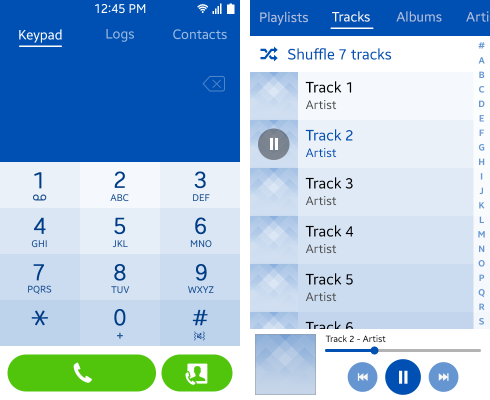 12:45 PM
Keypad Logs Contacts
1 2 3
ABC DEF
4 5 6
GHI JKL MNO
7 8 9
PQRS TUV WXYZ
* 0 #
+
Playlists Tracks Albums Arti
Shuffle 7 tracks
Track 1
Artist
Track 2
Artist
Track 3
Artist
Track 4
Artist
Track 5
Artist
Track 6
#
A
B
C
D
E
F
G
H
I
J
K
L
M
N
O
P
Q
R
S
Track 2 - Artist